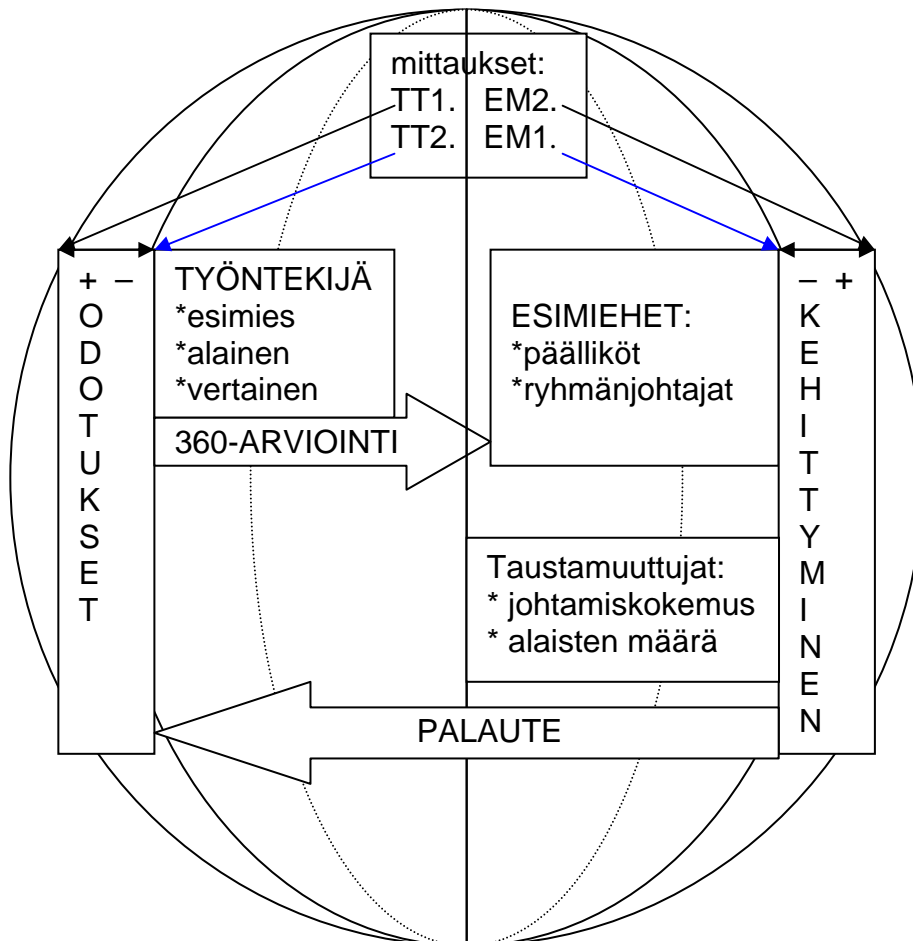 mittaukset:
TT1. EM2.
TT2. EM1.
+ –
ODOTUKSET
TYÖNTEKIJÄ
*esimies
*alainen
*vertainen
360-ARVIOINTI
ESIMIEHET:
*päälliköt
*ryhmänjohtajat
– +
KEHITTYMINEN
Taustamuuttujat:
* johtamiskokemus
* alaisten määrä
PALAUTE